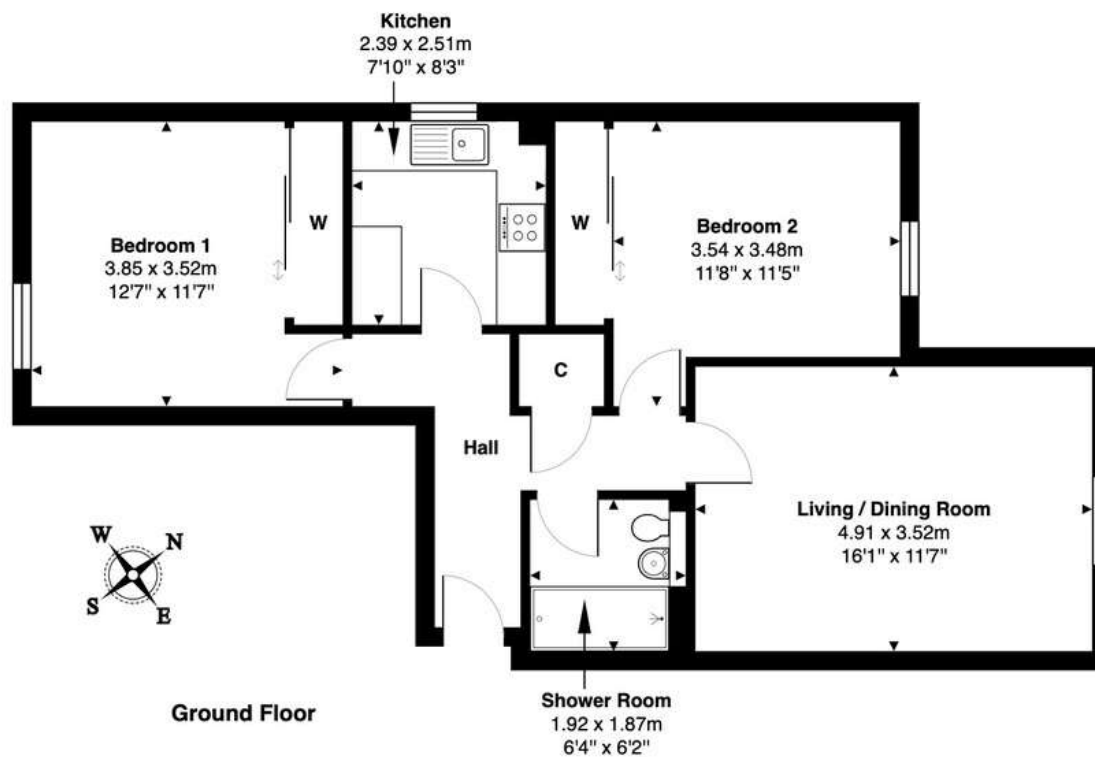 Kitchen
2.39 x 2.51m
7'10" x 8'3"
Bedroom 1
3.85 x 3.52m
12'7" x 11'7"
W
W
Bedroom 2
3.54 x 3.48m
11'8" x 11'5"
C
Hall
Living / Dining Room
4.91 x 3.52m
16'1" x 11'7"
W
N
S
E
Ground Floor
Shower Room
1.92 x 1.87m
6'4" x 6'2"